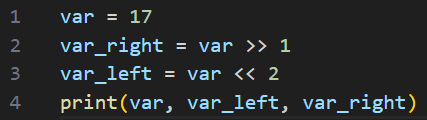 1 var = 17
2 var_right = var >> 1
3 var_left = var << 2
4 print(var, var_left, var_right)